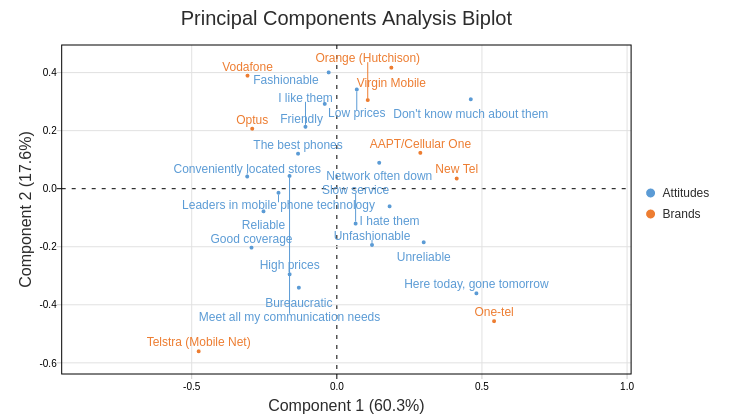 Principal Components Analysis Biplot
Orange (Hutchison)
Vodafone
Fashionable
Virgin Mobile
I like them
Low prices
Don't know much about them
Optus
Friendly
The best phones
AAPT/Cellular One
Conveniently located stores
Network often down
New Tel
Slow service
Leaders in mobile phone technology
Reliable
I hate them
Good coverage
Unfashionable
Unreliable
High prices
Here today, gone tomorrow
Bureaucratic
Meet all my communication needs
One-tel
Telstra (Mobile Net)
0.4
0.2
0.0
-0.2
-0.4
-0.6
-0.5
0.0
0.5
1.0
Component 2 (17.6%)
Component 1 (60.3%)
Attitudes
Brands